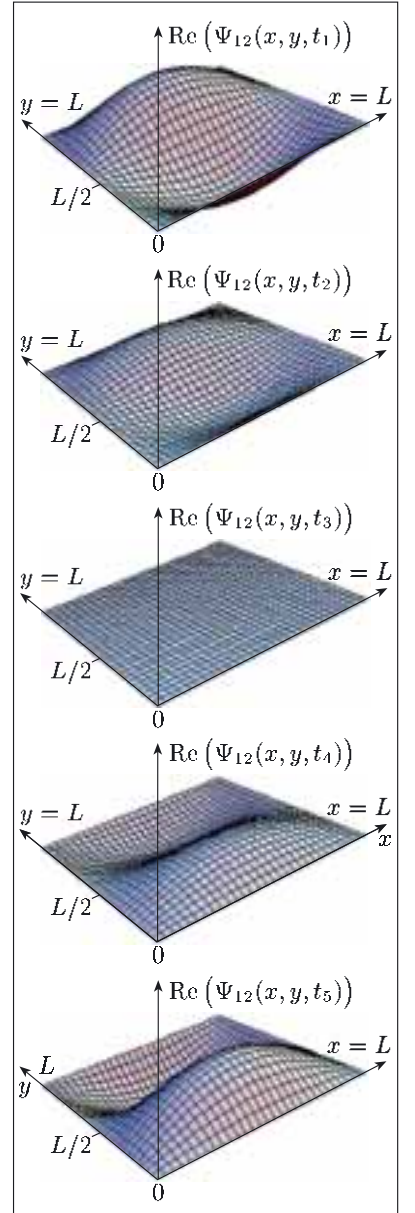 Re (Ψ₁₂(x, y, t₁))
y = L
x = L
L/2
0
Re (Ψ₁₂(x, y, t₂))
y = L
x = L
L/2
0
Re (Ψ₁₂(x, y, t₃))
y = L
x = L
L/2
0
Re (Ψ₁₂(x, y, t₄))
y = L
x = L
x
L/2
0
Re (Ψ₁₂(x, y, t₅))
x = L
L
y
L/2
0